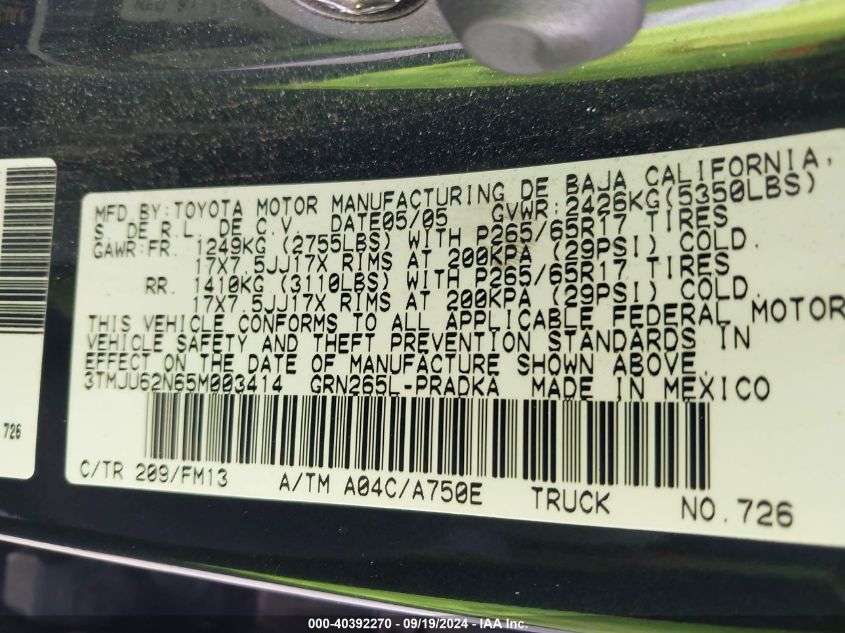 MFD.BY:TOYOTA MOTOR MANUFACTURING DE BAJA CALIFORNIA,
S. DE R.L. DE C.V. DATE05/05 GVWR:2426KG(5350LBS)
GAWR:FR. 1249KG (2755LBS) WITH P265/65R17 TIRES
17X7.5JJ17X RIMS AT 200KPA (29PSI) COLD.
RR. 1410KG (3110LBS) WITH P265/65R17 TIRES
17X7.5JJ17X RIMS AT 200KPA (29PSI) COLD.
THIS VEHICLE CONFORMS TO ALL APPLICABLE FEDERAL MOTOR
VEHICLE SAFETY AND THEFT PREVENTION STANDARDS IN
EFFECT ON THE DATE OF MANUFACTURE SHOWN ABOVE.
3TMJU62N65M003414 GRN265L-PRADKA MADE IN MEXICO
C/TR 209/FM13 A/TM A04C/A750E TRUCK NO.726
726
000-40392270 - 09/19/2024 - Copyright IAA, LLC